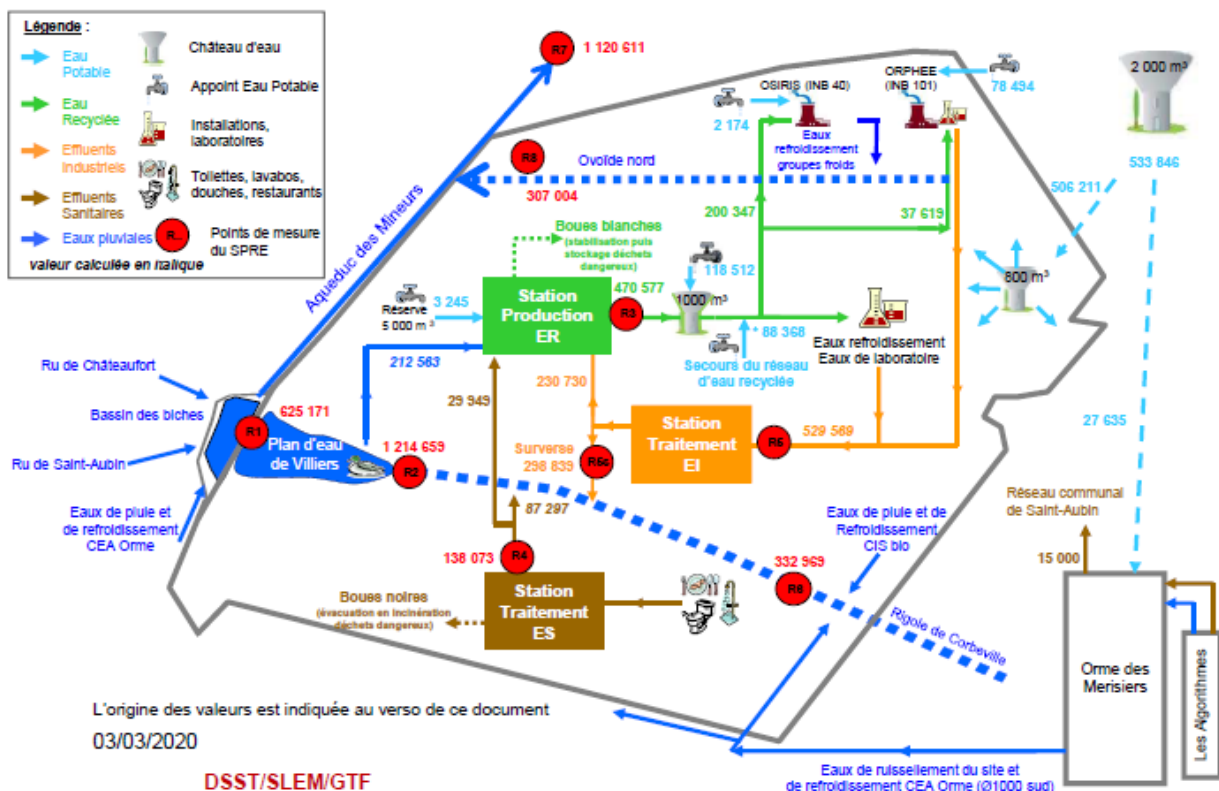 Légende :
Eau
Potable
Château d'eau
Appoint Eau Potable
Eau
Recyclée
Installations,
laboratoires
Effluents
Industriels
Toilettes, lavabos,
douches, restaurants
Effluents
Sanitaires
Eaux pluviales
R...
Points de mesure
du SPRE
valeur calculée en italique
R7
1 120 611
OSIRIS (INB 40)
ORPHEE
(INB 101)
78 494
2 174
2 000 m³
533 846
506 211
Eaux
refroidissement
groupes froids
R8
Ovoïde nord
307 004
Aqueduc des Mineurs
200 347
37 619
Boues blanches
(stabilisation puis
stockage déchets
dangereux)
118 512
800 m³
3 245
Réserve
5 000 m³
Station
Production
ER
470 577
R3
1000 m³
* 88 368
Secours du réseau
d'eau recyclée
Eaux refroidissement
Eaux de laboratoire
212 563
230 730
29 949
Ru de Châteaufort
Bassin des biches
Ru de Saint-Aubin
Eaux de pluie et
de refroidissement
CEA Orme
625 171
R1
Plan d'eau
de Villiers
1 214 659
R2
Surverse
298 839
R5s
Station
Traitement
EI
R5
529 569
27 635
87 297
138 073
R4
332 969
R6
Eaux de pluie et de
Refroidissement
CIS bio
Réseau communal
de Saint-Aubin
15 000
Boues noires
(évacuation en incinération
déchets dangereux)
Station
Traitement
ES
Rigole de Corbeville
Orme des
Merisiers
Les Algorithmes
L'origine des valeurs est indiquée au verso de ce document
03/03/2020
DSST/SLEM/GTF
Eaux de ruissellement du site et
de refroidissement CEA Orme (Ø1000 sud)